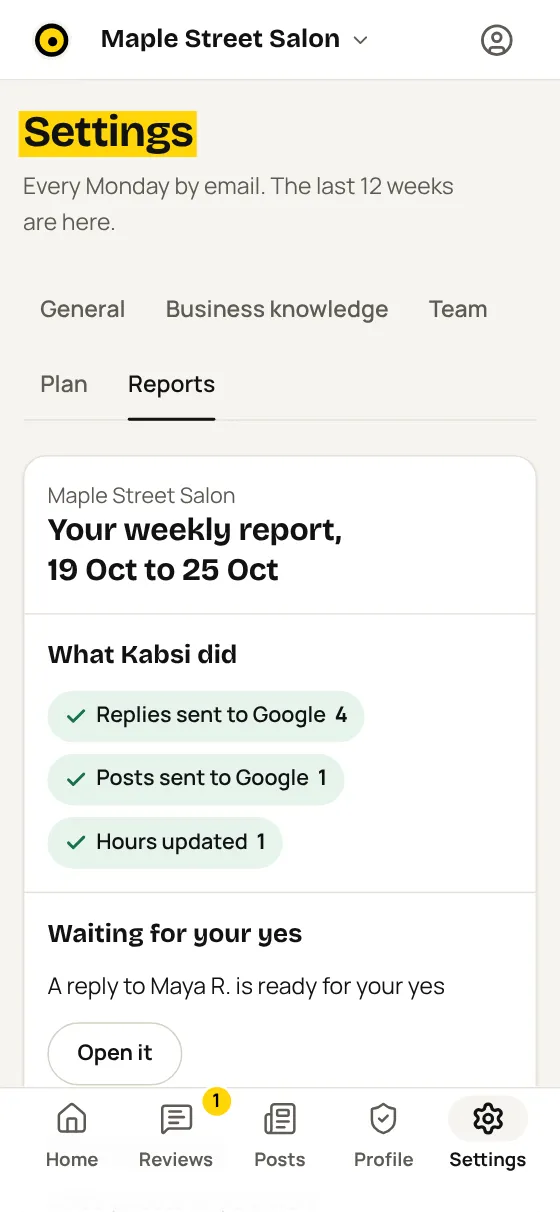 Maple Street Salon
Settings
Every Monday by email. The last 12 weeks
are here.
General Business knowledge Team
Plan Reports
Maple Street Salon
Your weekly report,
19 Oct to 25 Oct
What Kabsi did
Replies sent to Google 4
Posts sent to Google 1
Hours updated 1
Waiting for your yes
A reply to Maya R. is ready for your yes
Open it
1
Home Reviews Posts Profile Settings